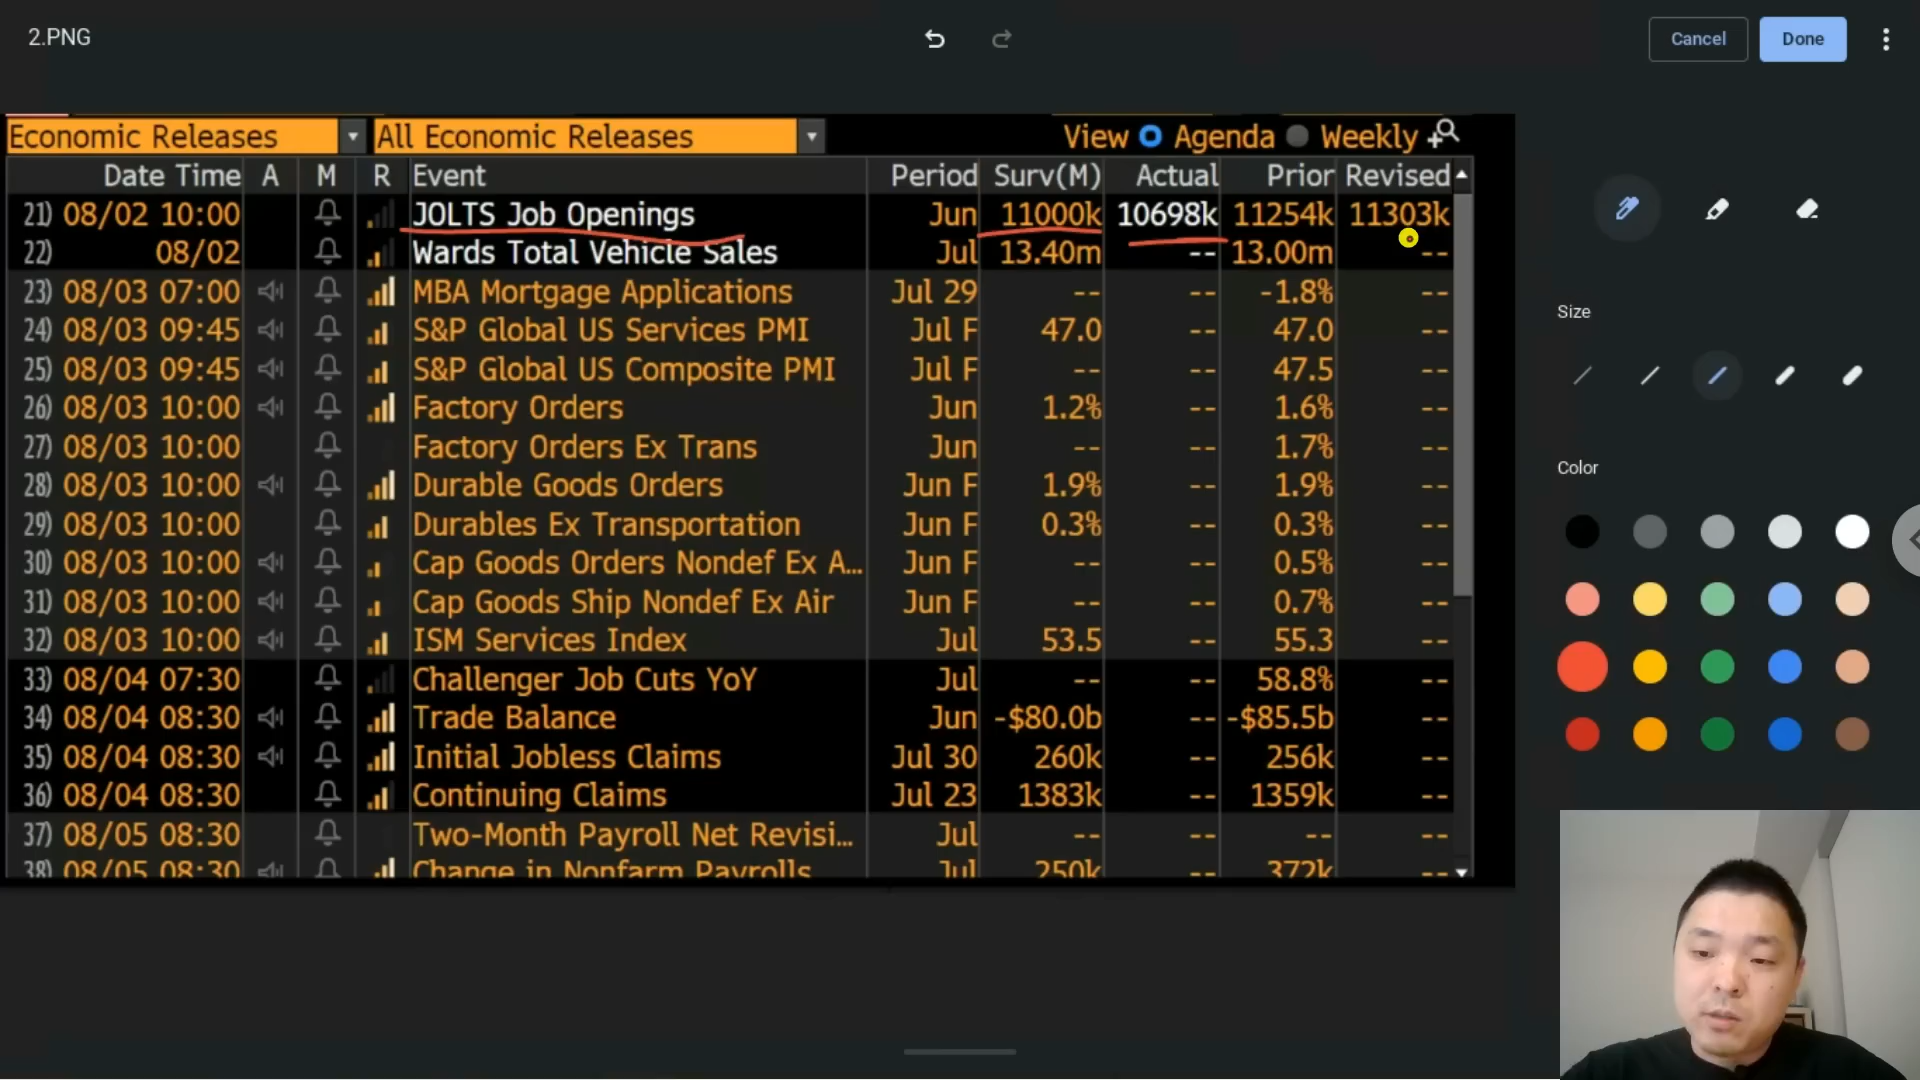 2.PNG
Cancel Done
Economic Releases All Economic Releases View Agenda Weekly
Date Time A M R Event Period Surv(M) Actual Prior Revised
21) 08/02 10:00 JOLTS Job Openings Jun 11000k 10698k 11254k 11303k
22) 08/02 Wards Total Vehicle Sales Jul 13.40m -- 13.00m --
23) 08/03 07:00 MBA Mortgage Applications Jul 29 -- -- -1.8% --
24) 08/03 09:45 S&P Global US Services PMI Jul F 47.0 -- 47.0 --
25) 08/03 09:45 S&P Global US Composite PMI Jul F -- -- 47.5 --
26) 08/03 10:00 Factory Orders Jun 1.2% -- 1.6% --
27) 08/03 10:00 Factory Orders Ex Trans Jun -- -- 1.7% --
28) 08/03 10:00 Durable Goods Orders Jun F 1.9% -- 1.9% --
29) 08/03 10:00 Durables Ex Transportation Jun F 0.3% -- 0.3% --
30) 08/03 10:00 Cap Goods Orders Nondef Ex A... Jun F -- -- 0.5% --
31) 08/03 10:00 Cap Goods Ship Nondef Ex Air Jun F -- -- 0.7% --
32) 08/03 10:00 ISM Services Index Jul 53.5 -- 55.3 --
33) 08/04 07:30 Challenger Job Cuts YoY Jul -- -- 58.8% --
34) 08/04 08:30 Trade Balance Jun -$80.0b -- -$85.5b --
35) 08/04 08:30 Initial Jobless Claims Jul 30 260k -- 256k --
36) 08/04 08:30 Continuing Claims Jul 23 1383k -- 1359k --
37) 08/05 08:30 Two-Month Payroll Net Revisi... Jul -- -- -- --
38) 08/05 08:30 Change in Nonfarm Payrolls Jul 250k -- 372k --
Size
Color